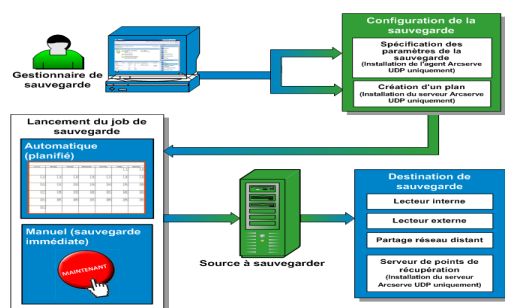 Configuration de la
sauvegarde
Spécification des
paramètres de la
sauvegarde
(Installation de l'agent Arcserve
UDP uniquement)
Création d'un plan
(Installation du serveur Arcserve
UDP uniquement)
Gestionnaire de
sauvegarde
Lancement du job de
sauvegarde
Automatique
(planifié)
Manuel (sauvegarde
immédiate)
MAINTENANT
Source à sauvegarder
Destination de
sauvegarde
Lecteur interne
Lecteur externe
Partage réseau distant
Serveur de points de
récupération
(Installation du serveur
Arcserve UDP uniquement)